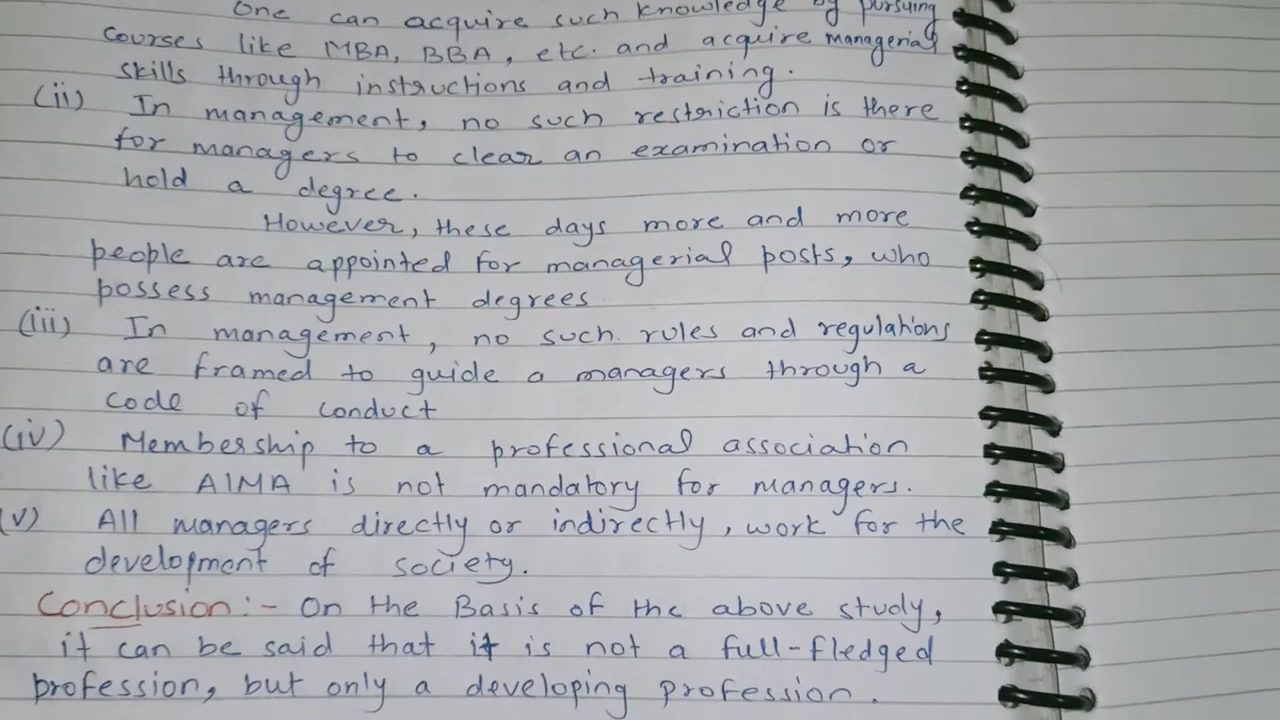 One can acquire such knowledge by pursuing
courses like MBA, BBA, etc. and acquire managerial
skills through instructions and training.
(ii) In management, no such restriction is there
for managers to clear an examination or
hold a degree.
However, these days more and more
people are appointed for managerial posts, who
possess management degrees.
(iii) In management, no such rules and regulations
are framed to guide a managers through a
code of conduct
(iv) Membership to a professional association
like AIMA is not mandatory for managers.
(v) All managers directly or indirectly, work for the
development of society.
Conclusion:- On the Basis of the above study,
it can be said that it is not a full-fledged
profession, but only a developing profession.